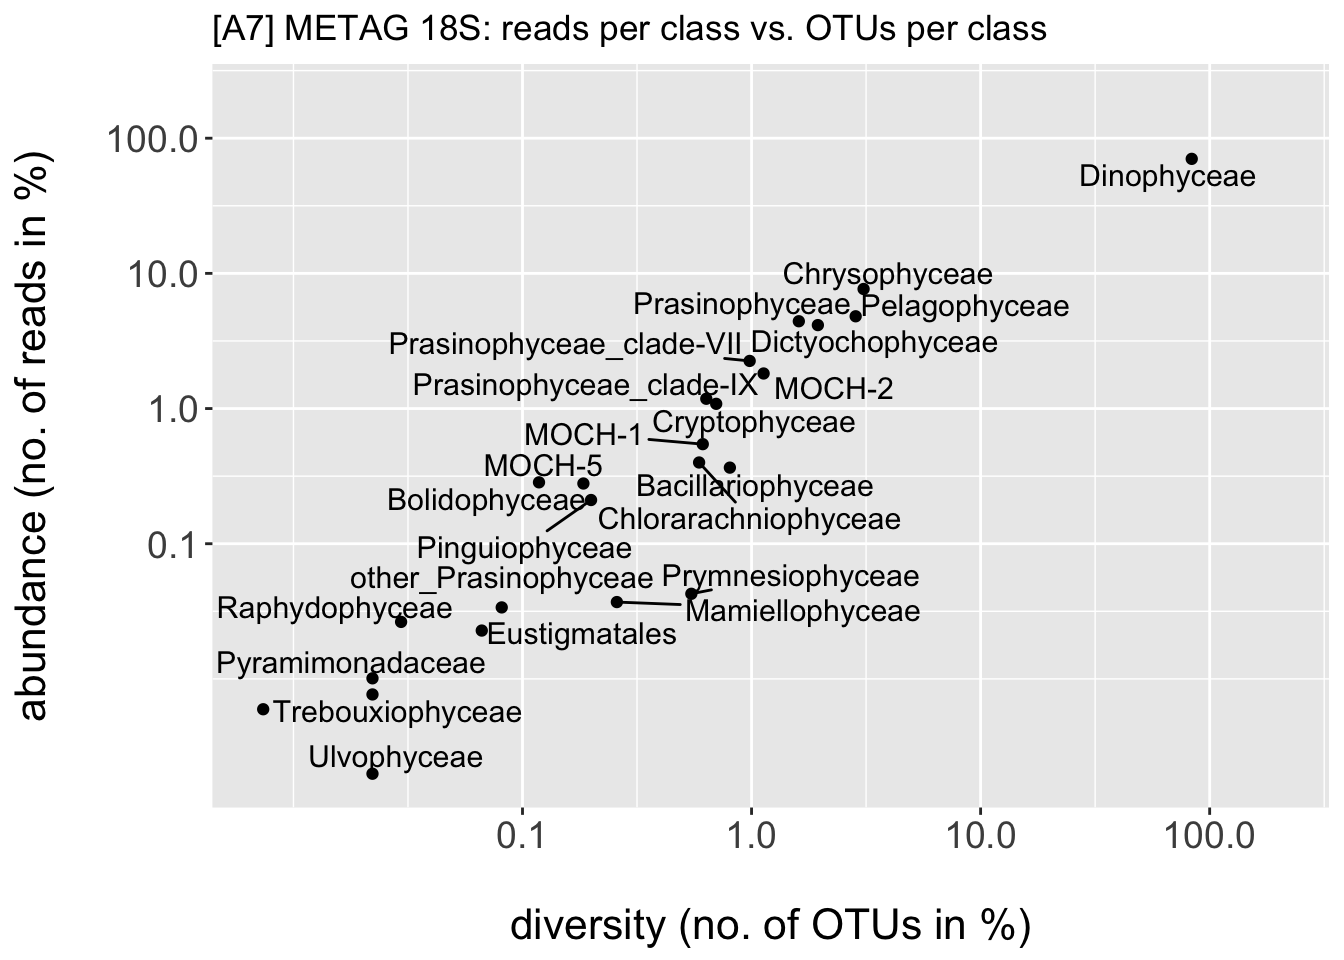 [A7] METAG 18S: reads per class vs. OTUs per class
abundance (no. of reads in %)
100.0
10.0
1.0
0.1
Dinophyceae
Chrysophyceae
Prasinophyceae
Pelagophyceae
Prasinophyceae_clade-VII
Dictyochophyceae
Prasinophyceae_clade-IX
MOCH-2
Cryptophyceae
MOCH-1
MOCH-5
Bacillariophyceae
Bolidophyceae
Chlorarachniophyceae
Pinguiophyceae
other_Prasinophyceae
Prymnesiophyceae
Raphydophyceae
Mamiellophyceae
Eustigmatales
Pyramimonadaceae
Trebouxiophyceae
Ulvophyceae
0.1
1.0
10.0
100.0
diversity (no. of OTUs in %)